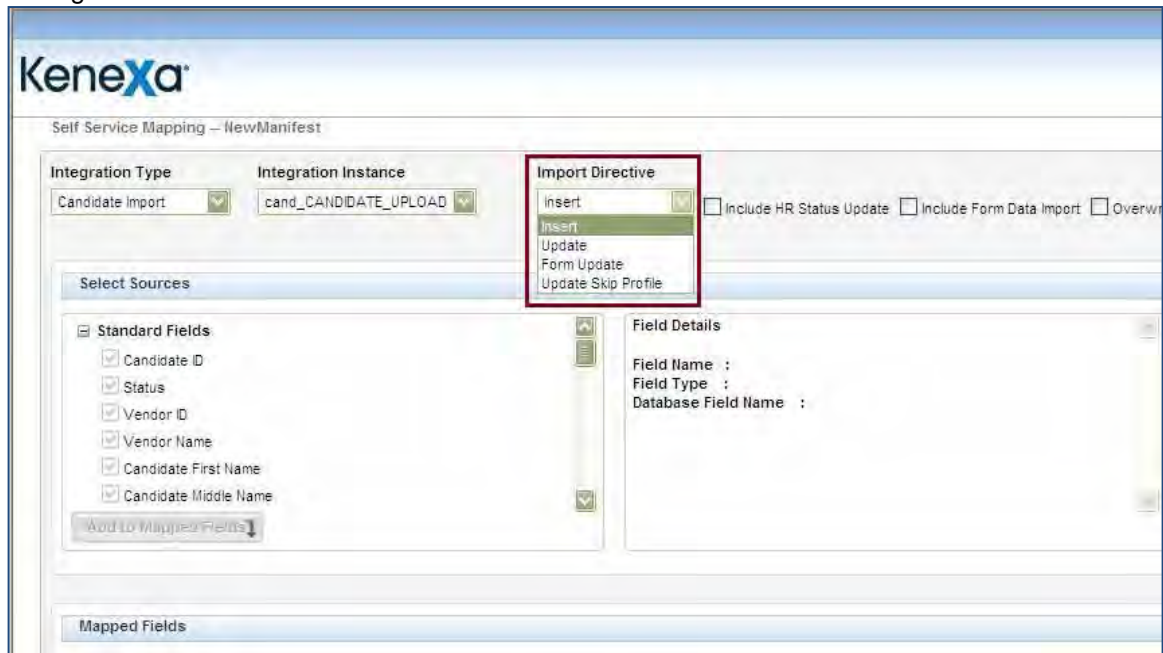 Kenexa
Self Service Mapping – NewManifest
Integration Type Integration Instance Import Directive
Candidate Import cand_CANDIDATE_UPLOAD Insert Include HR Status Update Include Form Data Import Overwr
Insert
Update
Form Update
Update Skip Profile
Select Sources
Standard Fields
Candidate ID
Status
Vendor ID
Vendor Name
Candidate First Name
Candidate Middle Name
Add to Mapped Fields
Field Details
Field Name :
Field Type :
Database Field Name :
Mapped Fields